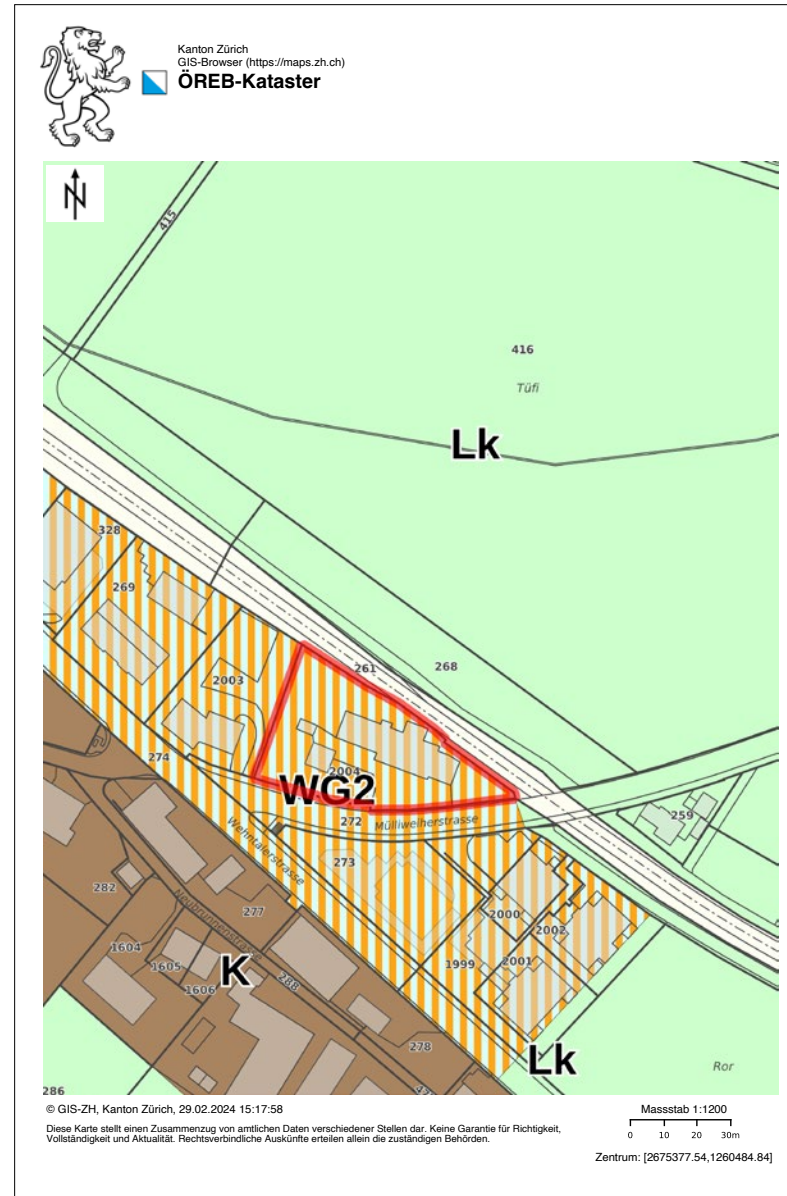 Kanton Zürich
GIS-Browser (https://maps.zh.ch)
ÖREB-Kataster
N
415
416
Tüfi
Lk
328
269
261
268
2003
2004
274
WG2
272
Mülliweiherstrasse
259
Wehntalerstrasse
273
282
277
2000
2002
Neubrunnenstrasse
1604
1605
1999
2001
K
288
1606
278
Lk
Ror
286
© GIS-ZH, Kanton Zürich, 29.02.2024 15:17:58
Diese Karte stellt einen Zusammenzug von amtlichen Daten verschiedener Stellen dar. Keine Garantie für Richtigkeit,
Vollständigkeit und Aktualität. Rechtsverbindliche Auskünfte erteilen allein die zuständigen Behörden.
Massstab 1:1200
0 10 20 30m
Zentrum: [2675377.54,1260484.84]